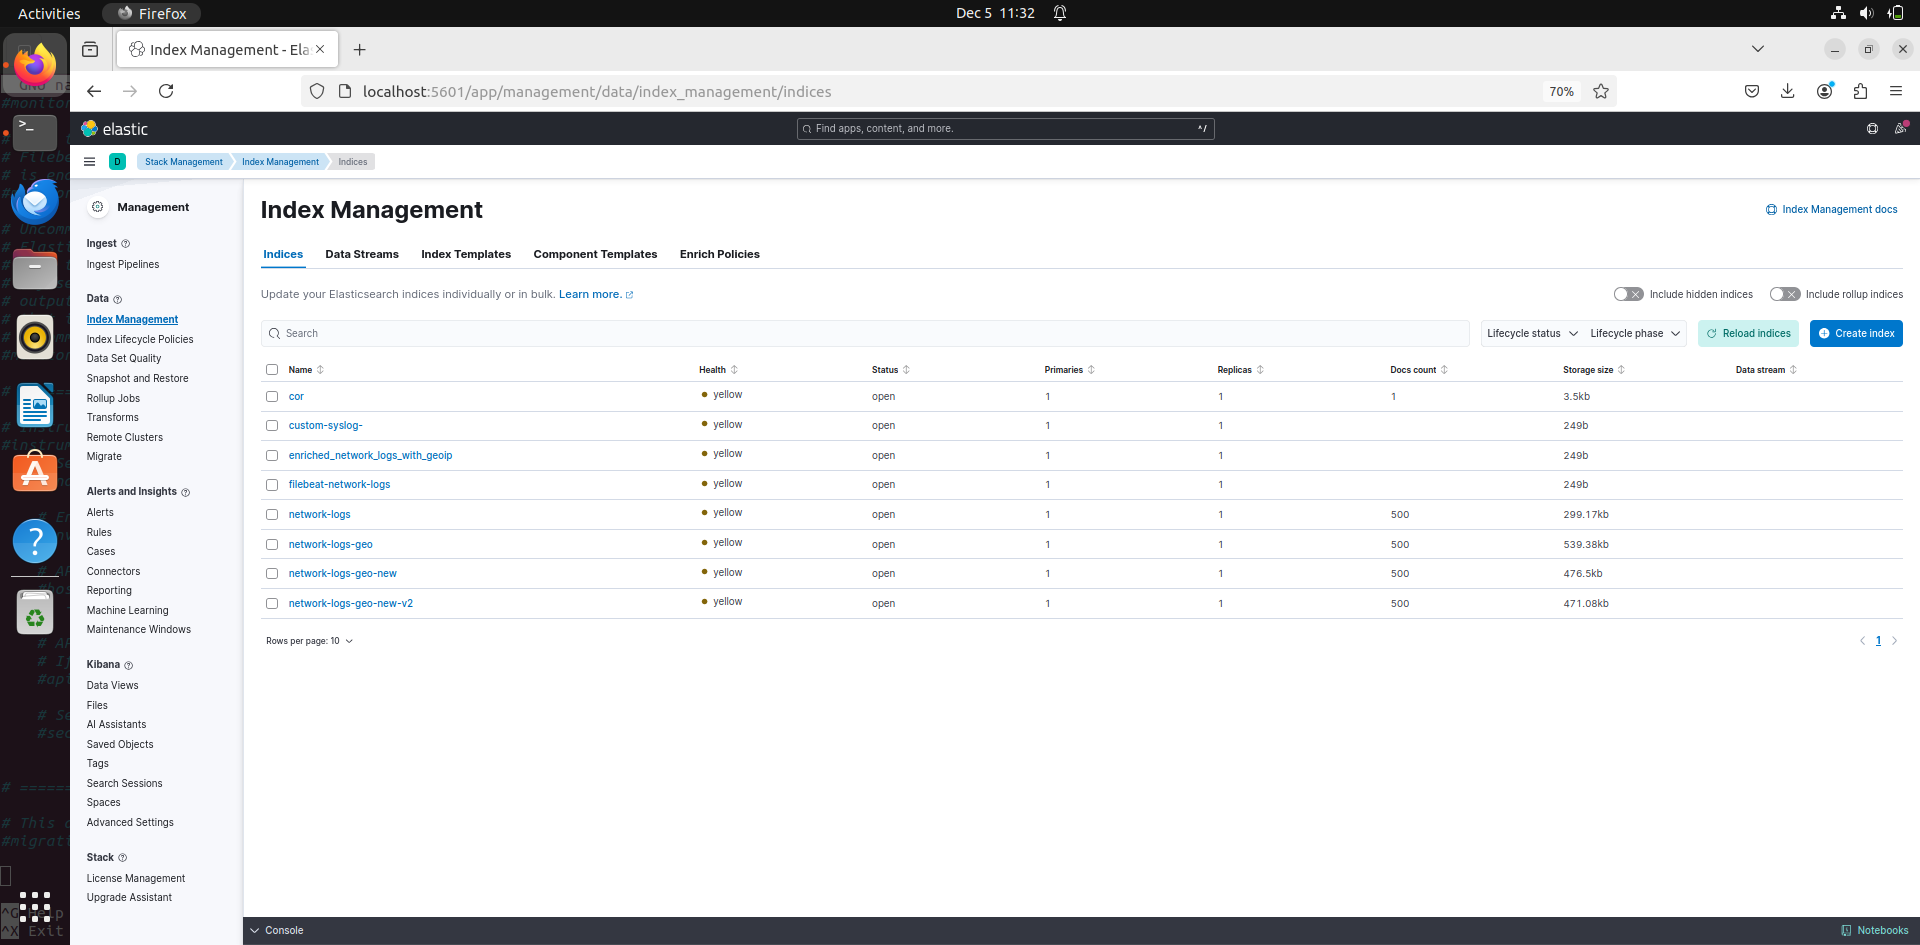 Activities
Firefox
Dec 5 11:32
Index Management - Ela
localhost:5601/app/management/data/index_management/indices
70%
elastic
Find apps, content, and more.
^/
D
Stack Management
Index Management
Indices
Management
Ingest
Ingest Pipelines
Data
Index Management
Index Lifecycle Policies
Data Set Quality
Snapshot and Restore
Rollup Jobs
Transforms
Remote Clusters
Migrate
Alerts and Insights
Alerts
Rules
Cases
Connectors
Reporting
Machine Learning
Maintenance Windows
Kibana
Data Views
Files
AI Assistants
Saved Objects
Tags
Search Sessions
Spaces
Advanced Settings
Stack
License Management
Upgrade Assistant
Index Management
Index Management docs
Indices Data Streams Index Templates Component Templates Enrich Policies
Update your Elasticsearch indices individually or in bulk. Learn more.
Include hidden indices
Include rollup indices
Search
Lifecycle status
Lifecycle phase
Reload indices
Create index
Name Health Status Primaries Replicas Docs count Storage size Data stream
cor yellow open 1 1 1 3.5kb
custom-syslog- yellow open 1 1 249b
enriched_network_logs_with_geoip yellow open 1 1 249b
filebeat-network-logs yellow open 1 1 249b
network-logs yellow open 1 1 500 299.17kb
network-logs-geo yellow open 1 1 500 539.38kb
network-logs-geo-new yellow open 1 1 500 476.5kb
network-logs-geo-new-v2 yellow open 1 1 500 471.08kb
Rows per page: 10
1
Console
Notebooks
^X Exit